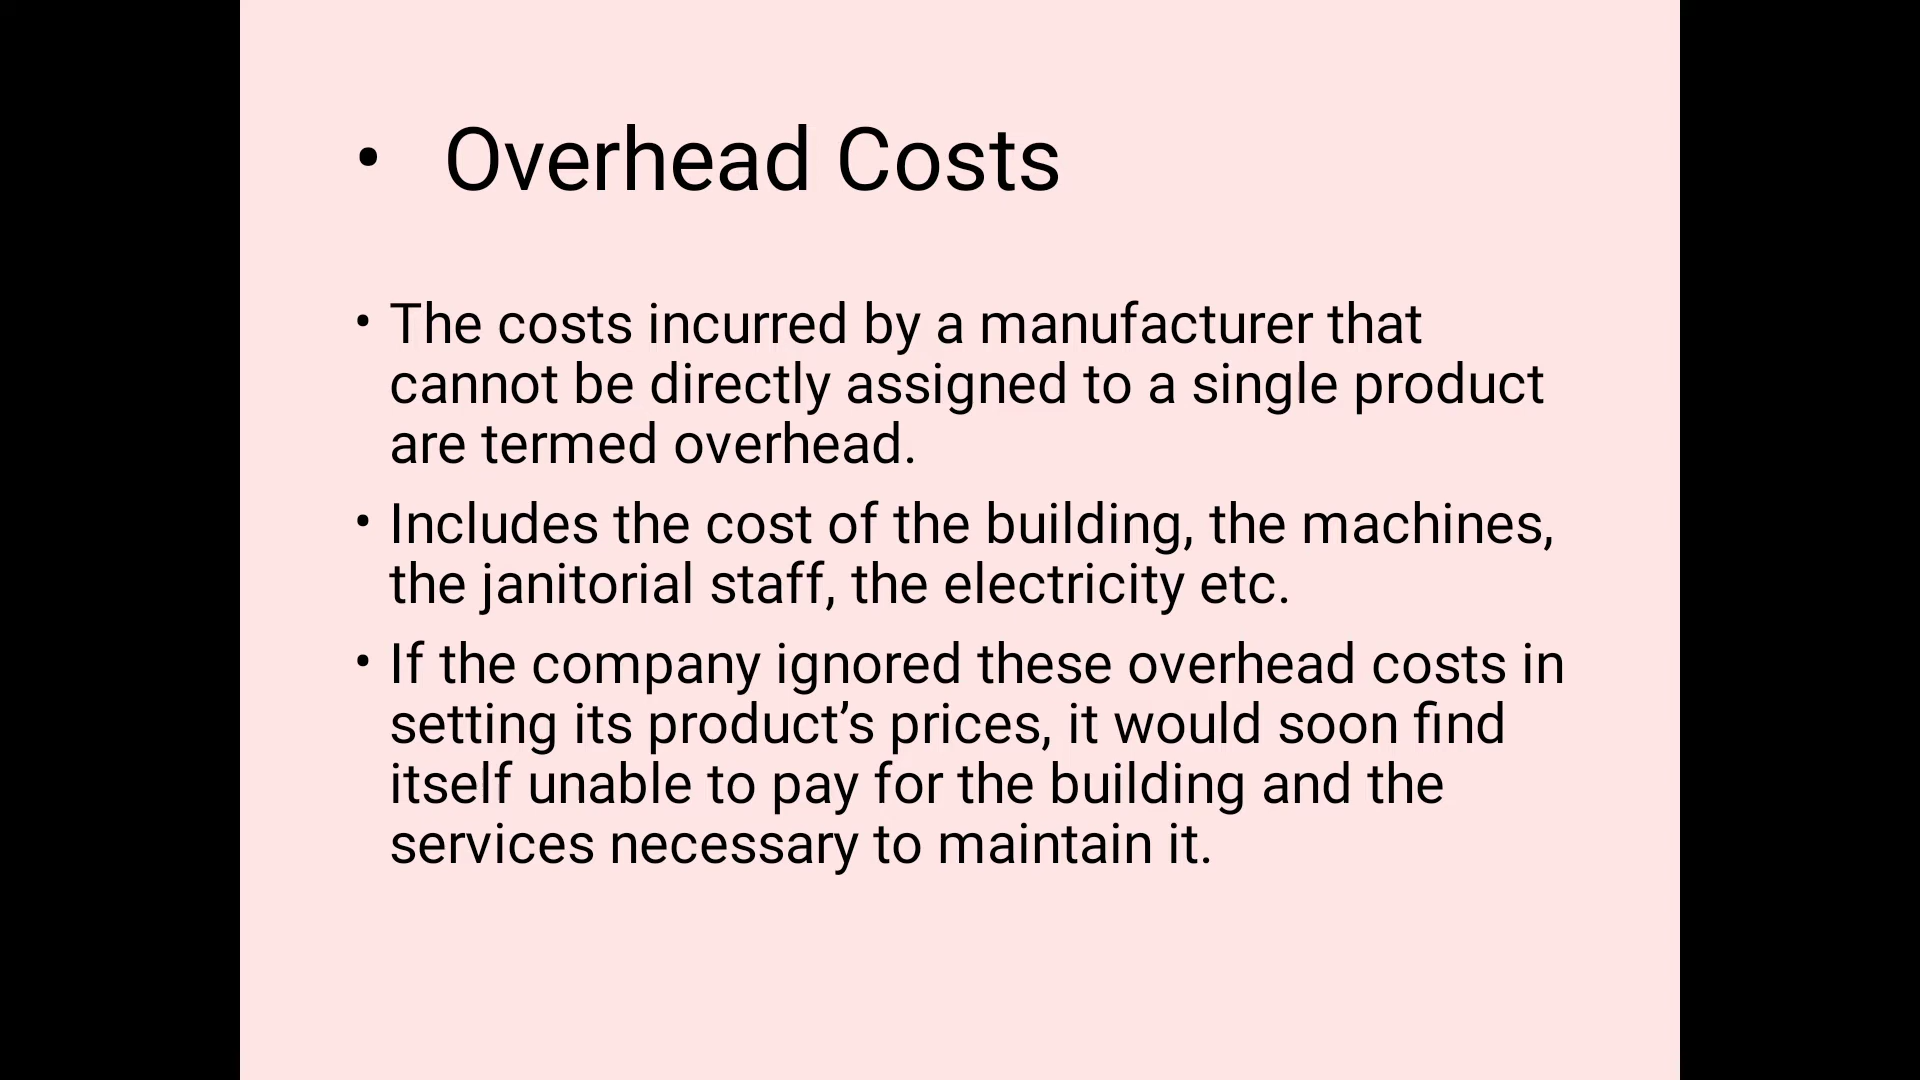 • Overhead Costs
• The costs incurred by a manufacturer that
cannot be directly assigned to a single product
are termed overhead.
• Includes the cost of the building, the machines,
the janitorial staff, the electricity etc.
• If the company ignored these overhead costs in
setting its product’s prices, it would soon find
itself unable to pay for the building and the
services necessary to maintain it.